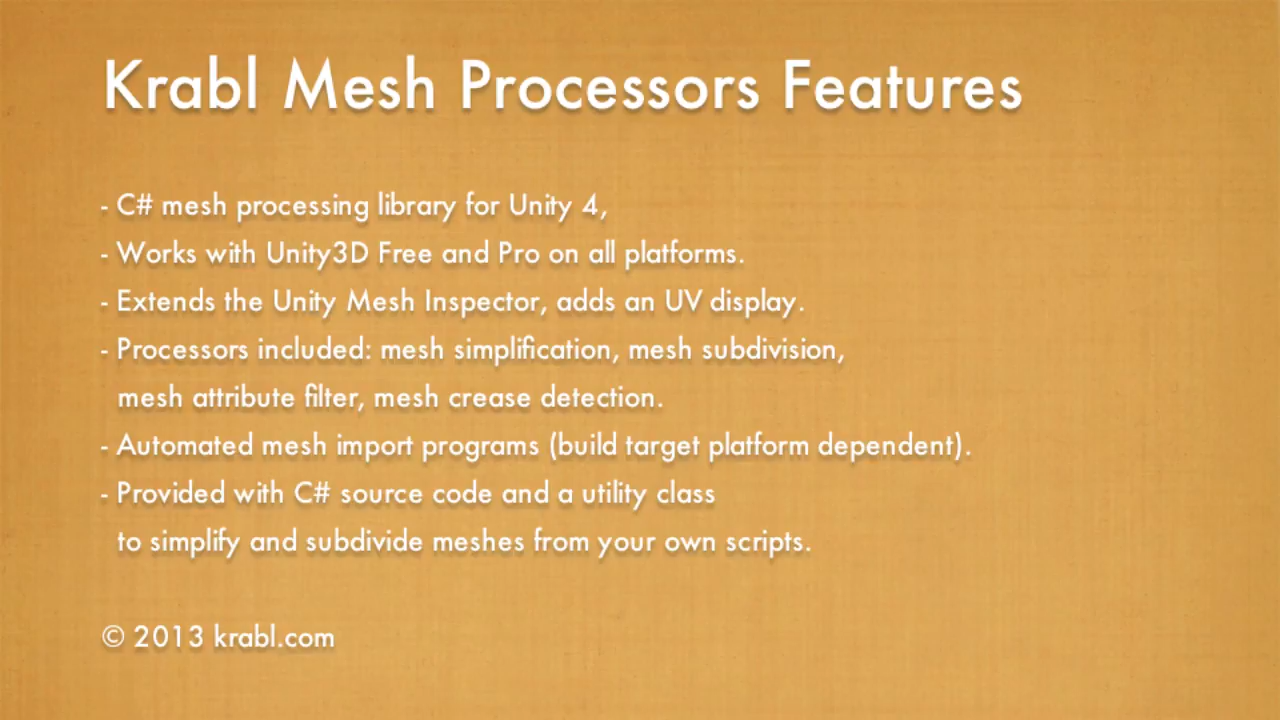 Krabl Mesh Processors Features
- C# mesh processing library for Unity 4,
- Works with Unity3D Free and Pro on all platforms.
- Extends the Unity Mesh Inspector, adds an UV display.
- Processors included: mesh simplification, mesh subdivision,
mesh attribute filter, mesh crease detection.
- Automated mesh import programs (build target platform dependent).
- Provided with C# source code and a utility class
to simplify and subdivide meshes from your own scripts.
© 2013 krabl.com